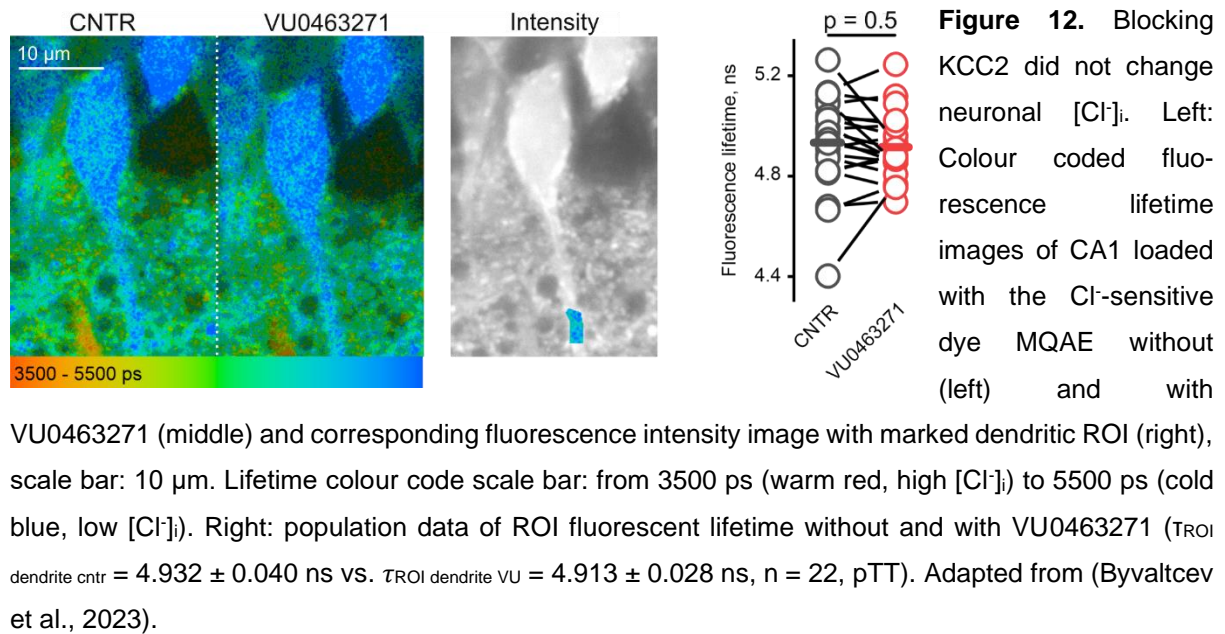 CNTR
VU0463271
Intensity
10 µm
3500 - 5500 ps
p = 0.5
5.2
4.8
4.4
Fluorescence lifetime, ns
CNTR
VU0463271
Figure 12. Blocking
KCC2 did not change
neuronal [Cl-]i. Left:
Colour coded fluo-
rescence lifetime
images of CA1 loaded
with the Cl--sensitive
dye MQAE without
(left) and with
VU0463271 (middle) and corresponding fluorescence intensity image with marked dendritic ROI (right),
scale bar: 10 µm. Lifetime colour code scale bar: from 3500 ps (warm red, high [Cl-]i) to 5500 ps (cold
blue, low [Cl-]i). Right: population data of ROI fluorescent lifetime without and with VU0463271 (τROI
dendrite cntr = 4.932 ± 0.040 ns vs. τROI dendrite VU = 4.913 ± 0.028 ns, n = 22, pTT). Adapted from (Byvaltcev
et al., 2023).